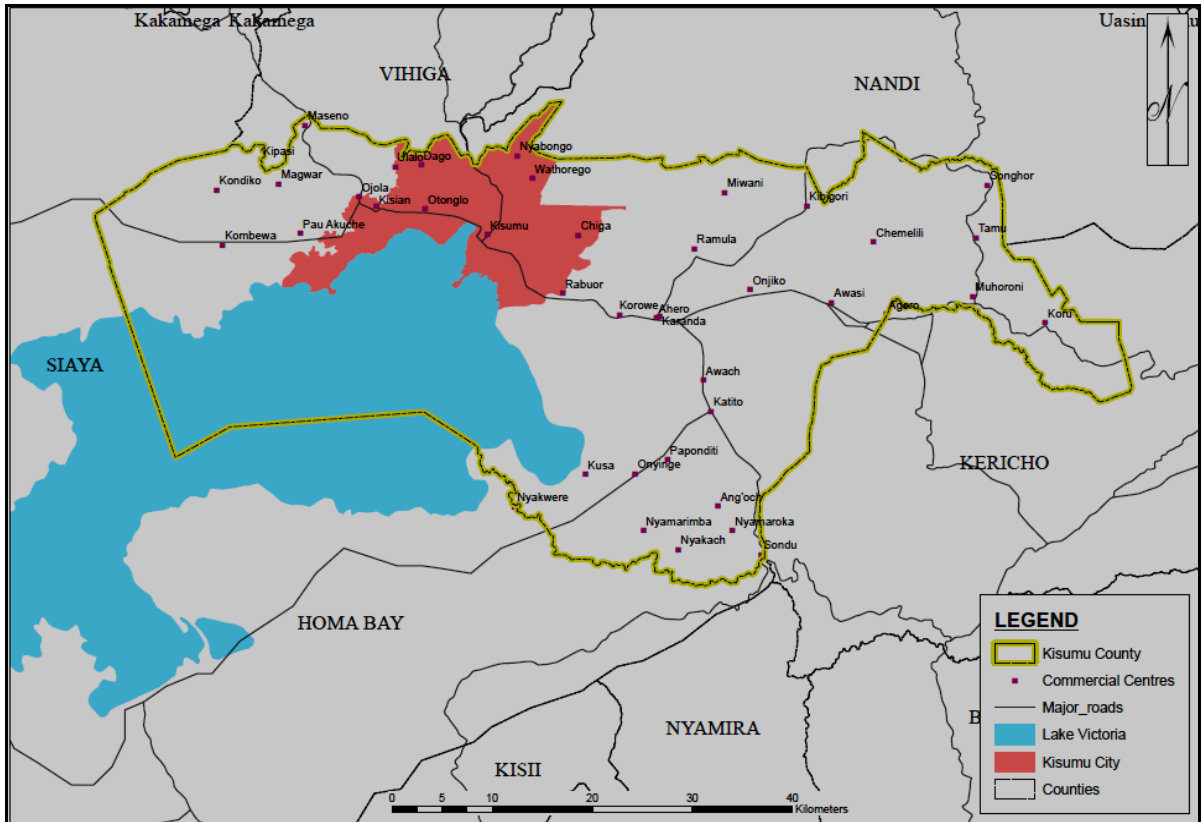 Kakamega Kakamega
VIHIGA
NANDI
Uasin
N
Maseno
Kipasi
Kondiko
Magwar
Ulalo
Dago
Nyabongo
Wathorego
Ojola
Kisian
Otonglo
Miwani
Kibigori
Songhor
Pau Akuche
Kombewa
Kisumu
Chiga
Ramula
Chemelili
Tamu
Rabuor
Onjiko
Awasi
Agoro
Muhoroni
Koru
Korowe
Ahero
Karanda
SIAYA
Awach
Katito
Paponditi
Kusa
Onyinge
KERICHO
Nyakwere
Ang'och
Nyamarimba
Nyamaroka
Nyakach
Sondu
HOMA BAY
NYAMIRA
B
KISII
LEGEND
Kisumu County
Commercial Centres
Major_roads
Lake Victoria
Kisumu City
Counties
0 5 10 20 30 40
Kilometers